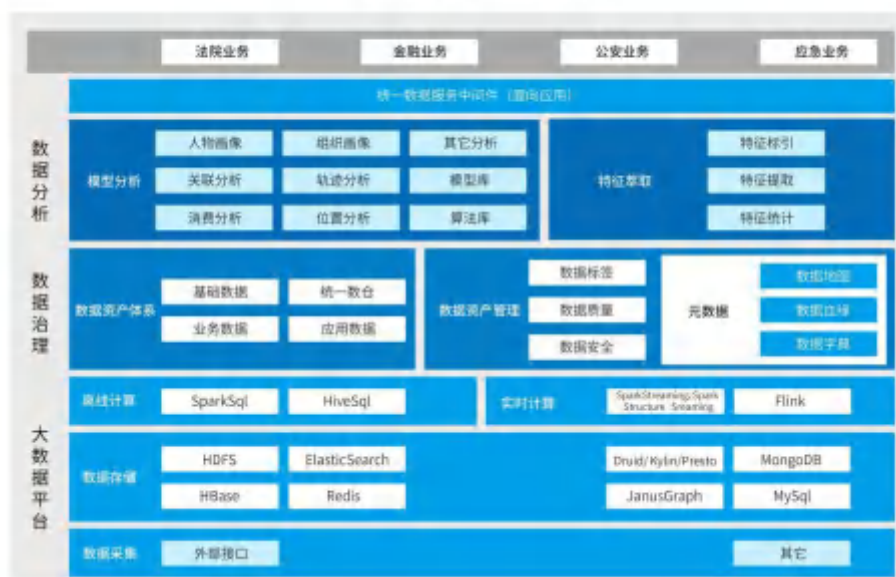 法院业务 金融业务 公安业务 应急业务
统一数据服务中间件（面向应用）
数据分析
模型分析
人物画像 组织画像 其它分析
关联分析 轨迹分析 模型库
消费分析 位置分析 算法库
特征萃取
特征标引
特征提取
特征统计
数据治理
数据资产体系
基础数据 统一数仓
业务数据 应用数据
数据资产管理
数据标签
数据质量
数据安全
元数据
数据地图
数据血缘
数据字典
大数据平台
离线计算 SparkSql HiveSql
实时计算
SparkStreaming/Spark
Structure Sreaming
Flink
数据存储
HDFS ElasticSearch Druid/Kylin/Presto MongoDB
HBase Redis JanusGraph MySql
数据采集 外部接口 其它